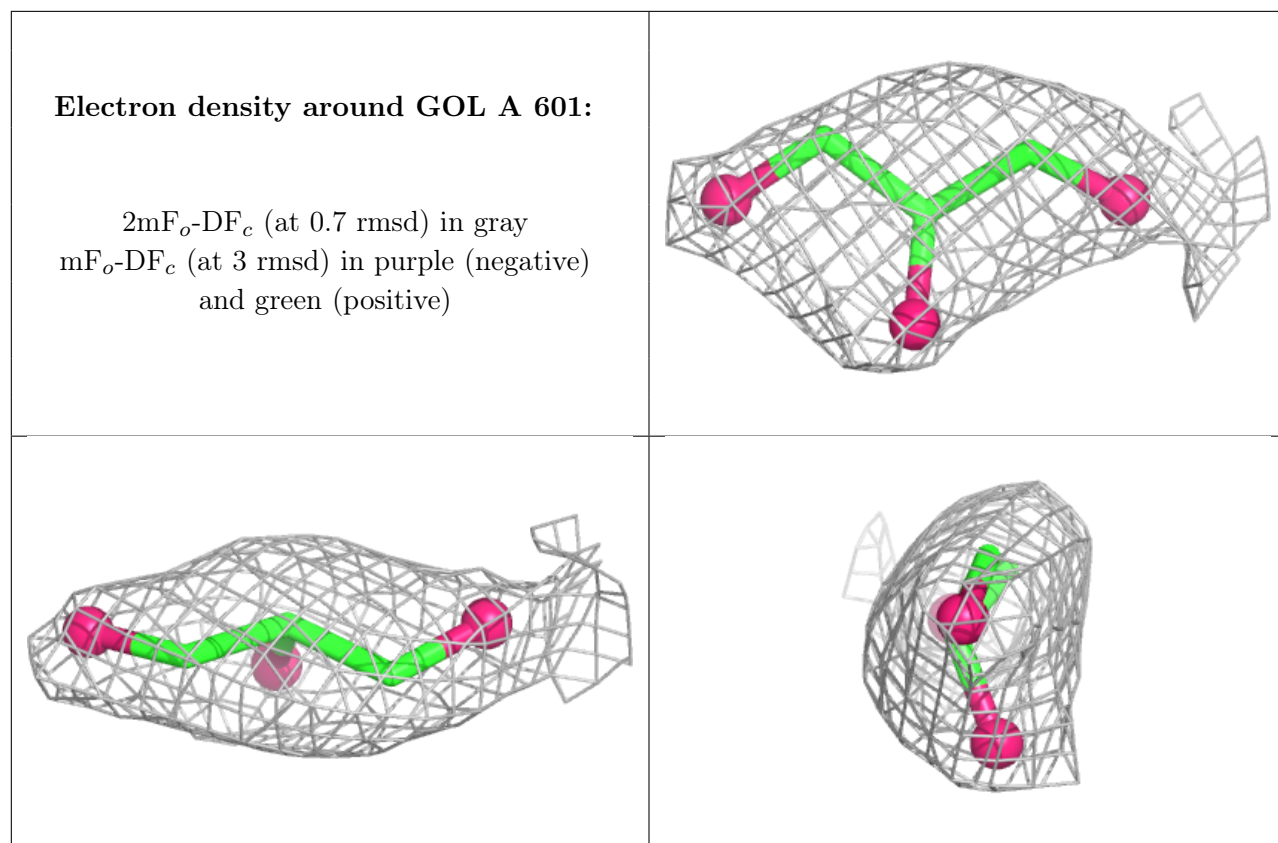 Electron density around GOL A 601:
2mFo-DFc (at 0.7 rmsd) in gray
mFo-DFc (at 3 rmsd) in purple (negative)
and green (positive)